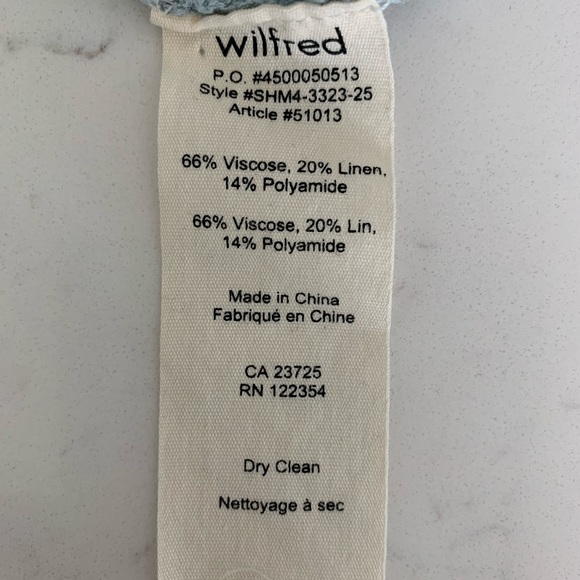 wilfred
P.O. #4500050513
Style #SHM4-3323-25
Article #51013
66% Viscose, 20% Linen,
14% Polyamide
66% Viscose, 20% Lin,
14% Polyamide
Made in China
Fabriqué en Chine
CA 23725
RN 122354
Dry Clean
Nettoyage à sec